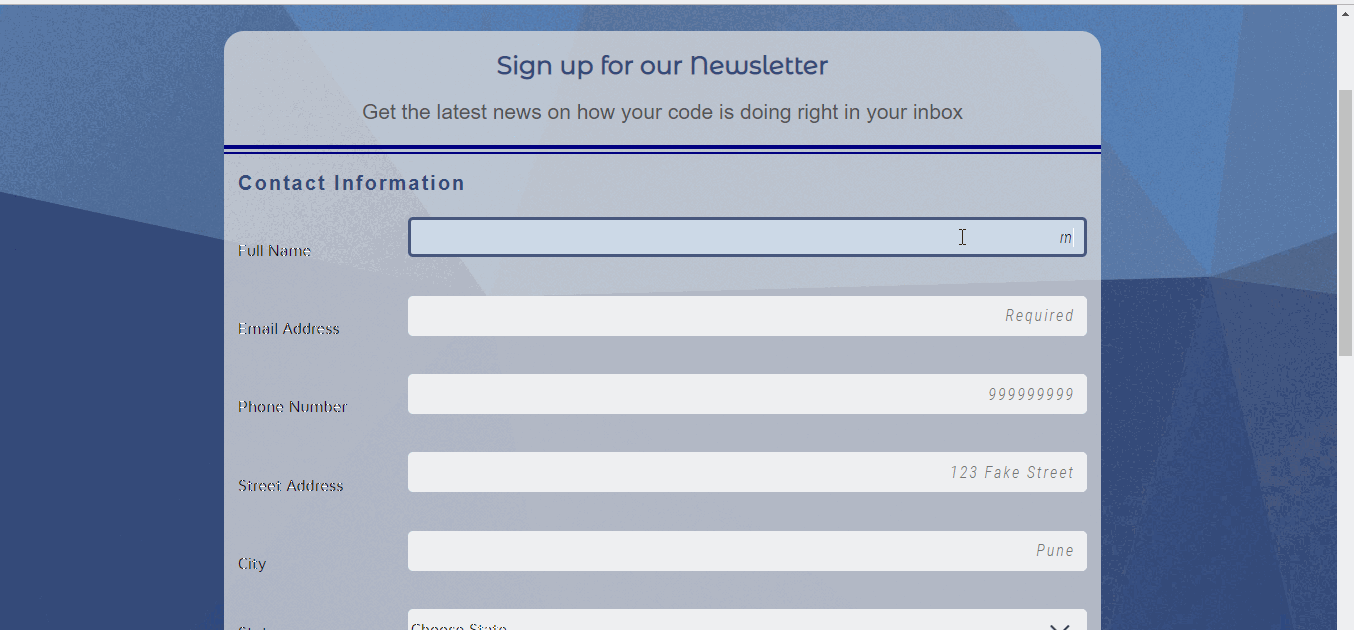 Sign up for our Newsletter
Get the latest news on how your code is doing right in your inbox
Contact Information
Full Name
m
Email Address
Required
Phone Number
999999999
Street Address
123 Fake Street
City
Pune
State
Choose State